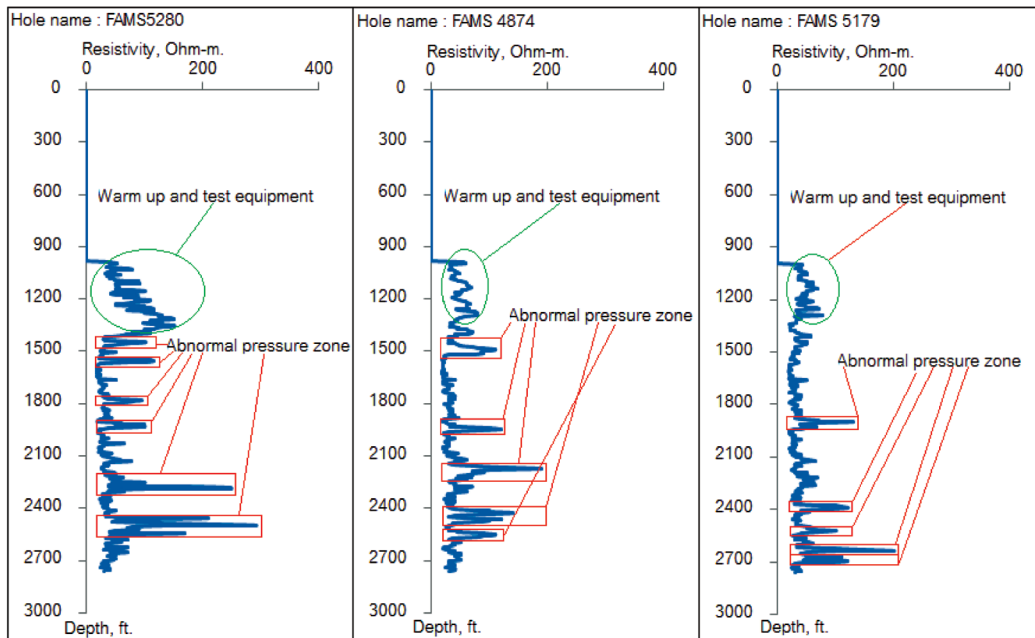 Hole name : FAMS5280
Resistivity, Ohm-m.
0 200 400
0
300
600
Warm up and test equipment
900
1200
Abnormal pressure zone
1500
1800
2100
2400
2700
3000
Depth, ft.
Hole name : FAMS 4874
Resistivity, Ohm-m.
0 200 400
0
300
600
Warm up and test equipment
900
1200
Abnormal pressure zone
1500
1800
2100
2400
2700
3000
Depth, ft.
Hole name : FAMS 5179
Resistivity, Ohm-m.
0 200 400
0
300
600
Warm up and test equipment
900
1200
1500
Abnormal pressure zone
1800
2100
2400
2700
3000
Depth, ft.